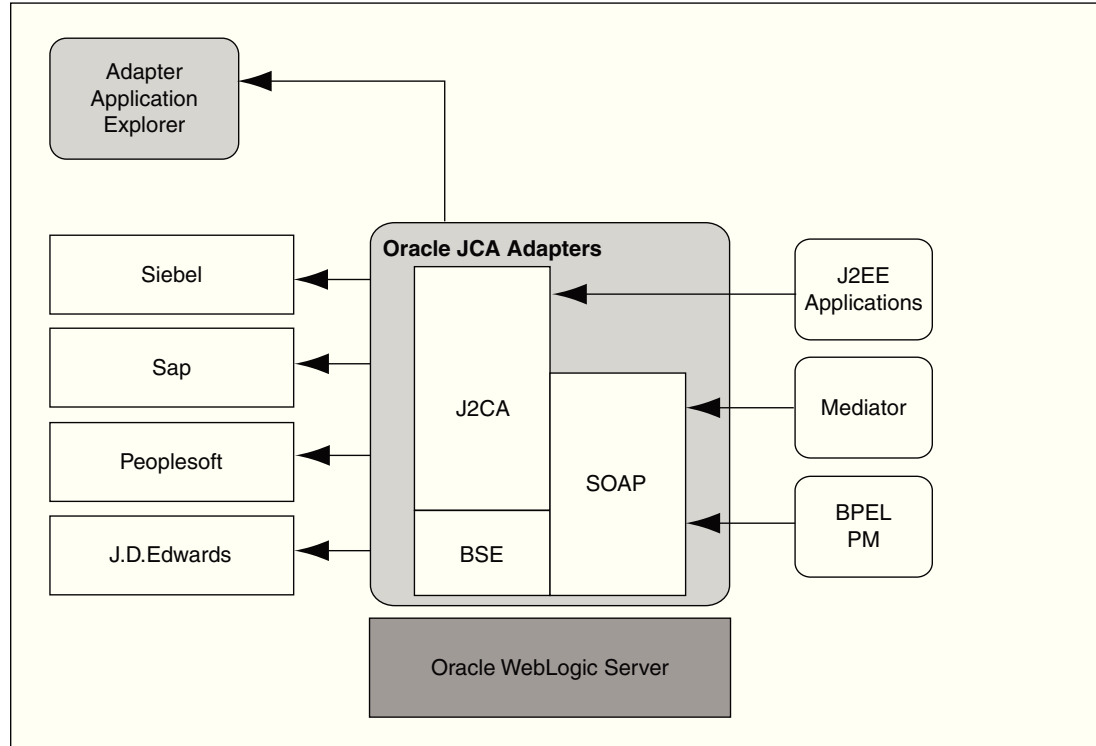 Adapter
Application
Explorer
Oracle JCA Adapters
Siebel
Sap
Peoplesoft
J.D.Edwards
J2CA
BSE
SOAP
J2EE
Applications
Mediator
BPEL
PM
Oracle WebLogic Server